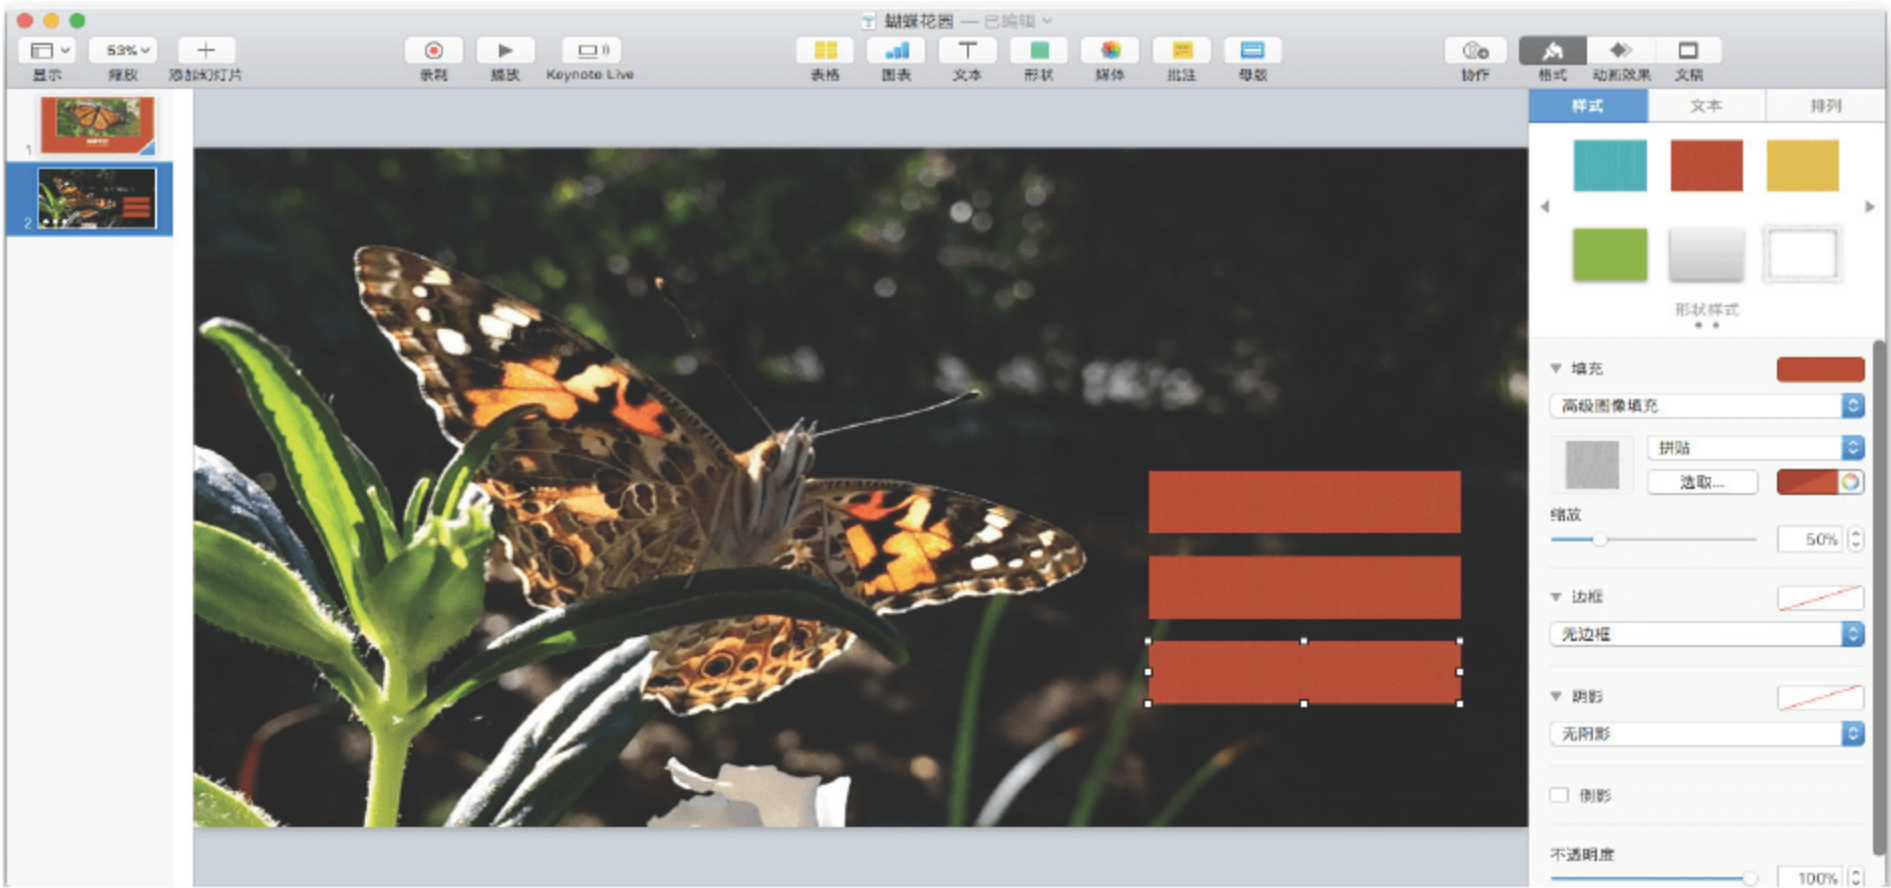 蝴蝶花园 — 已编辑
53%
显示 缩放 添加幻灯片 录制 播放 Keynote Live 表格 图表 文本 形状 媒体 批注 母版 协作 格式 动画效果 文稿
样式 文本 排列
1
2
形状样式
填充
高级图像填充
拼贴
选取...
缩放
50%
边框
无边框
阴影
无阴影
倒影
不透明度
100%